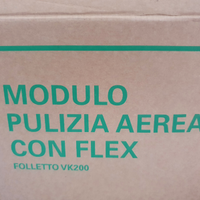 MODULO
PULIZIA AEREA
CON FLEX
FOLLETTO VK200